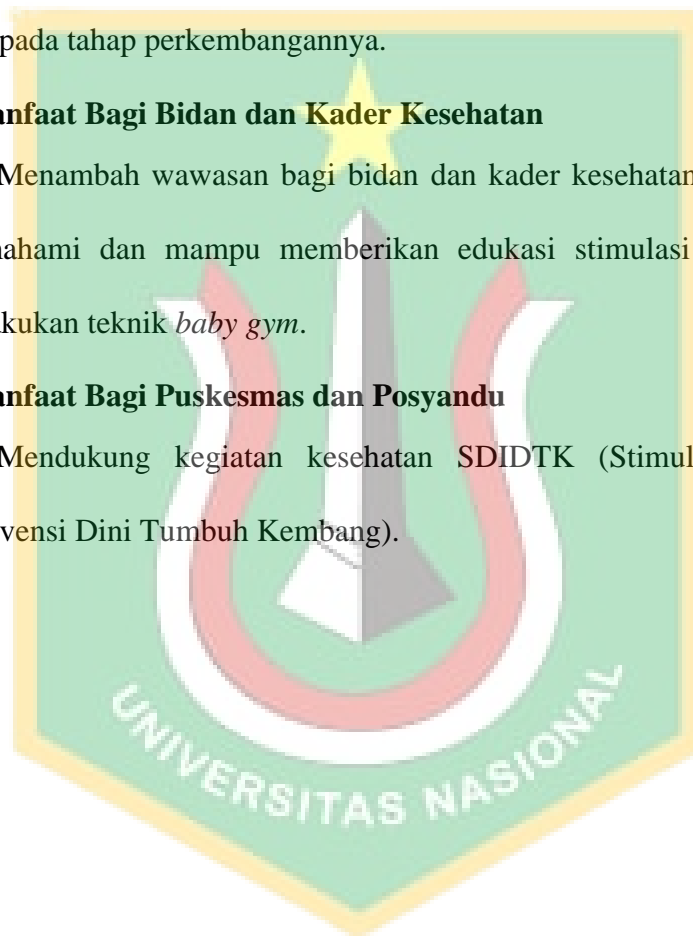 pada tahap perkembangannya.
anfaat Bagi Bidan dan Kader Kesehatan
Menambah wawasan bagi bidan dan kader kesehatan
nahami dan mampu memberikan edukasi stimulasi
akukan teknik baby gym.
anfaat Bagi Puskesmas dan Posyandu
Mendukung kegiatan kesehatan SDIDTK (Stimul
vensi Dini Tumbuh Kembang).
UNIVERSITAS NASIONAL